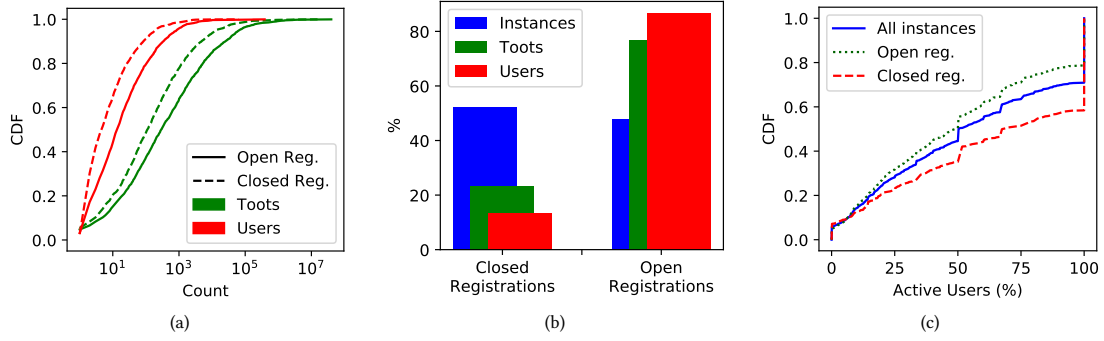 1.0
0.8
0.6
0.4
0.2
0.0
CDF
Open Reg.
Closed Reg.
Toots
Users
10^1
10^3
10^5
10^7
Count
(a)
80
60
40
20
0
%
Instances
Toots
Users
Closed
Registrations
Open
Registrations
(b)
1.0
0.8
0.6
0.4
0.2
0.0
CDF
All instances
Open reg.
Closed reg.
0
25
50
75
100
Active Users (%)
(c)